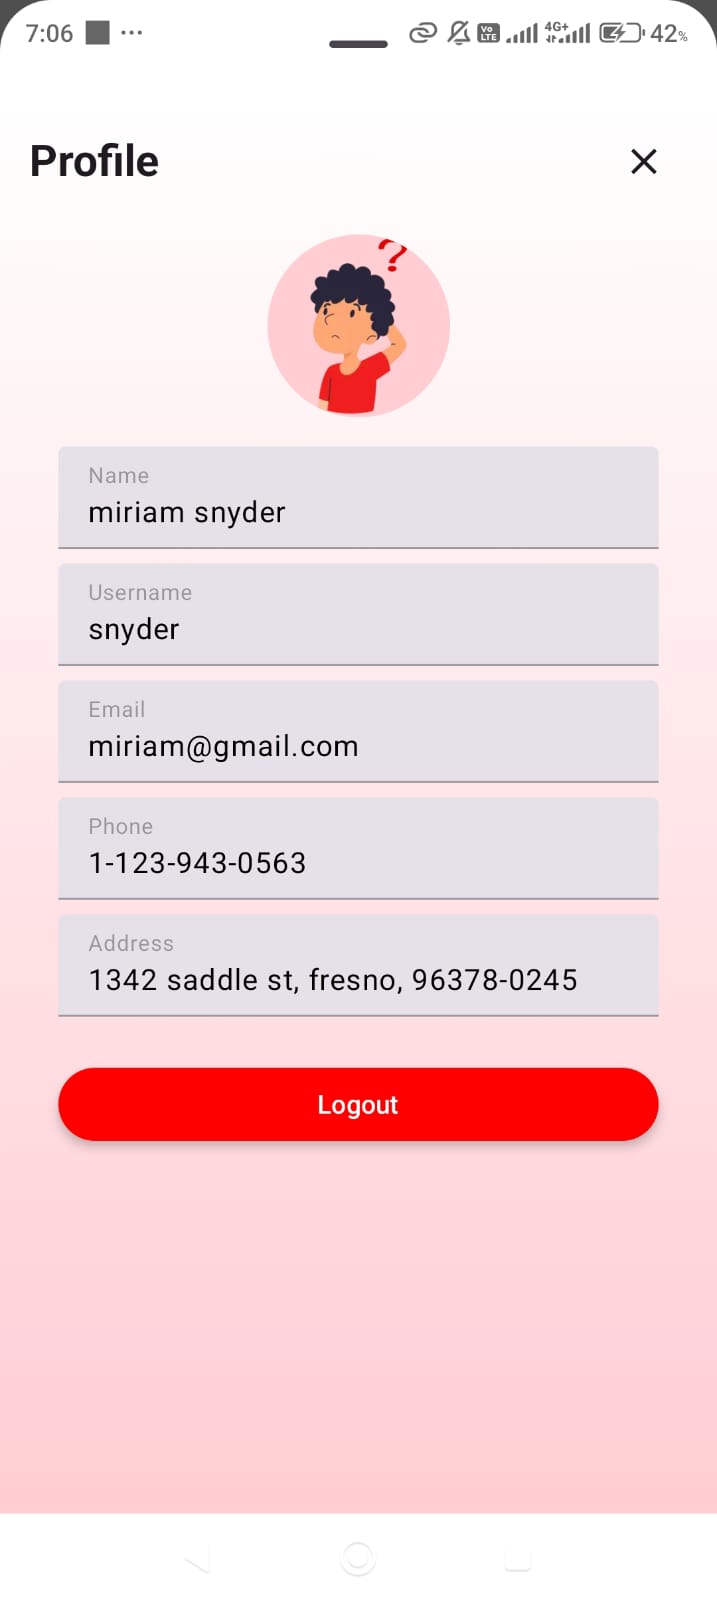 7:06 ... Vo LTE 4G+ 42%
Profile
?
Name
miriam snyder
Username
snyder
Email
miriam@gmail.com
Phone
1-123-943-0563
Address
1342 saddle st, fresno, 96378-0245
Logout